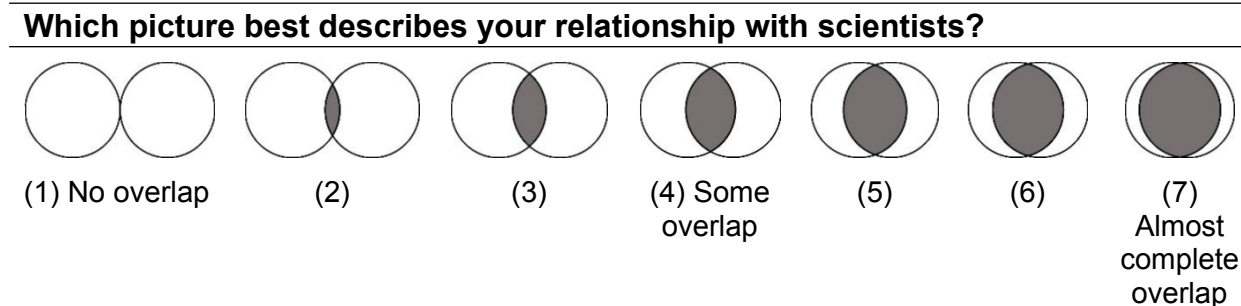 Which picture best describes your relationship with scientists?
(1) No overlap (2) (3) (4) Some overlap (5) (6) (7) Almost complete overlap